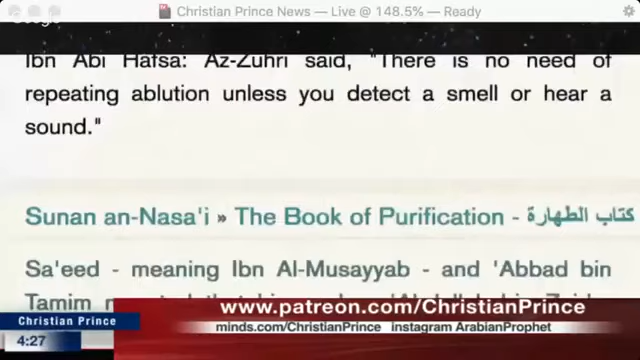 Christian Prince News — Live @ 148.5% — Ready
Ibn Abi Hafsa: Az-Zuhri said, "There is no need of
repeating ablution unless you detect a smell or hear a
sound."
Sunan an-Nasa'i » The Book of Purification - كتاب الطهارة
Sa'eed - meaning Ibn Al-Musayyab - and 'Abbad bin
Tamim
www.patreon.com/ChristianPrince
Christian Prince
minds.com/ChristianPrince instagram ArabianProphet
4:27